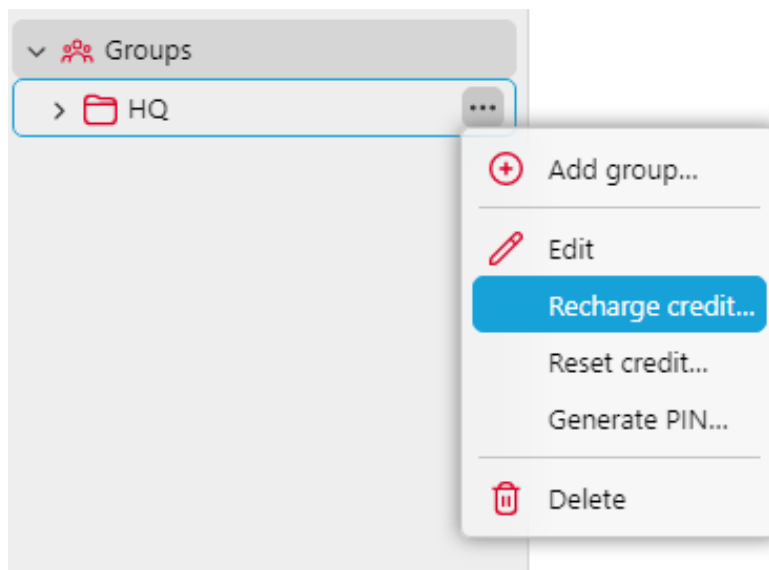 Groups
HQ
Add group...
Edit
Recharge credit...
Reset credit...
Generate PIN...
Delete